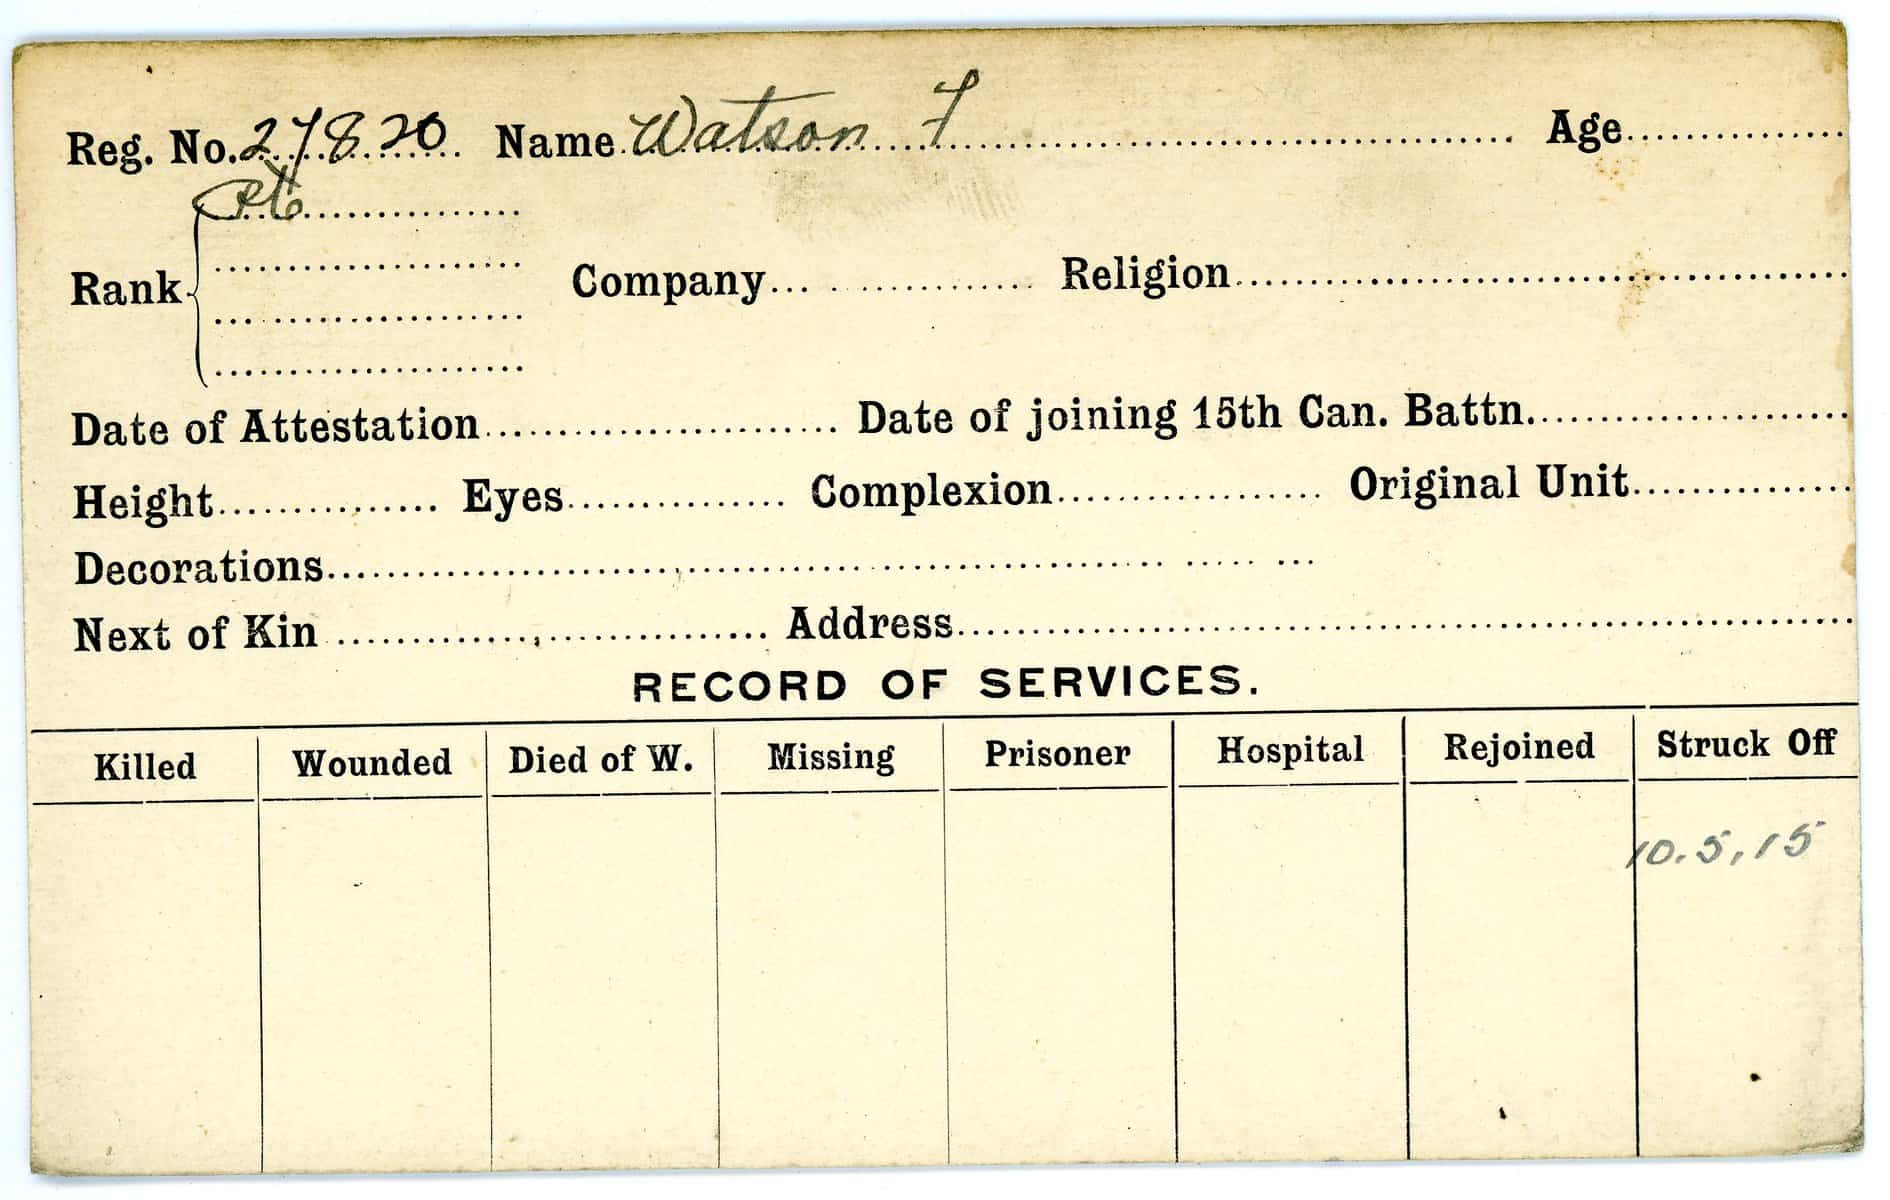 Reg. No. 27820 Name Watson F Age
Pte
Rank Company Religion
Date of Attestation Date of joining 15th Can. Battn.
Height Eyes Complexion Original Unit
Decorations
Next of Kin Address
RECORD OF SERVICES.
Killed Wounded Died of W. Missing Prisoner Hospital Rejoined Struck Off
10.5.15